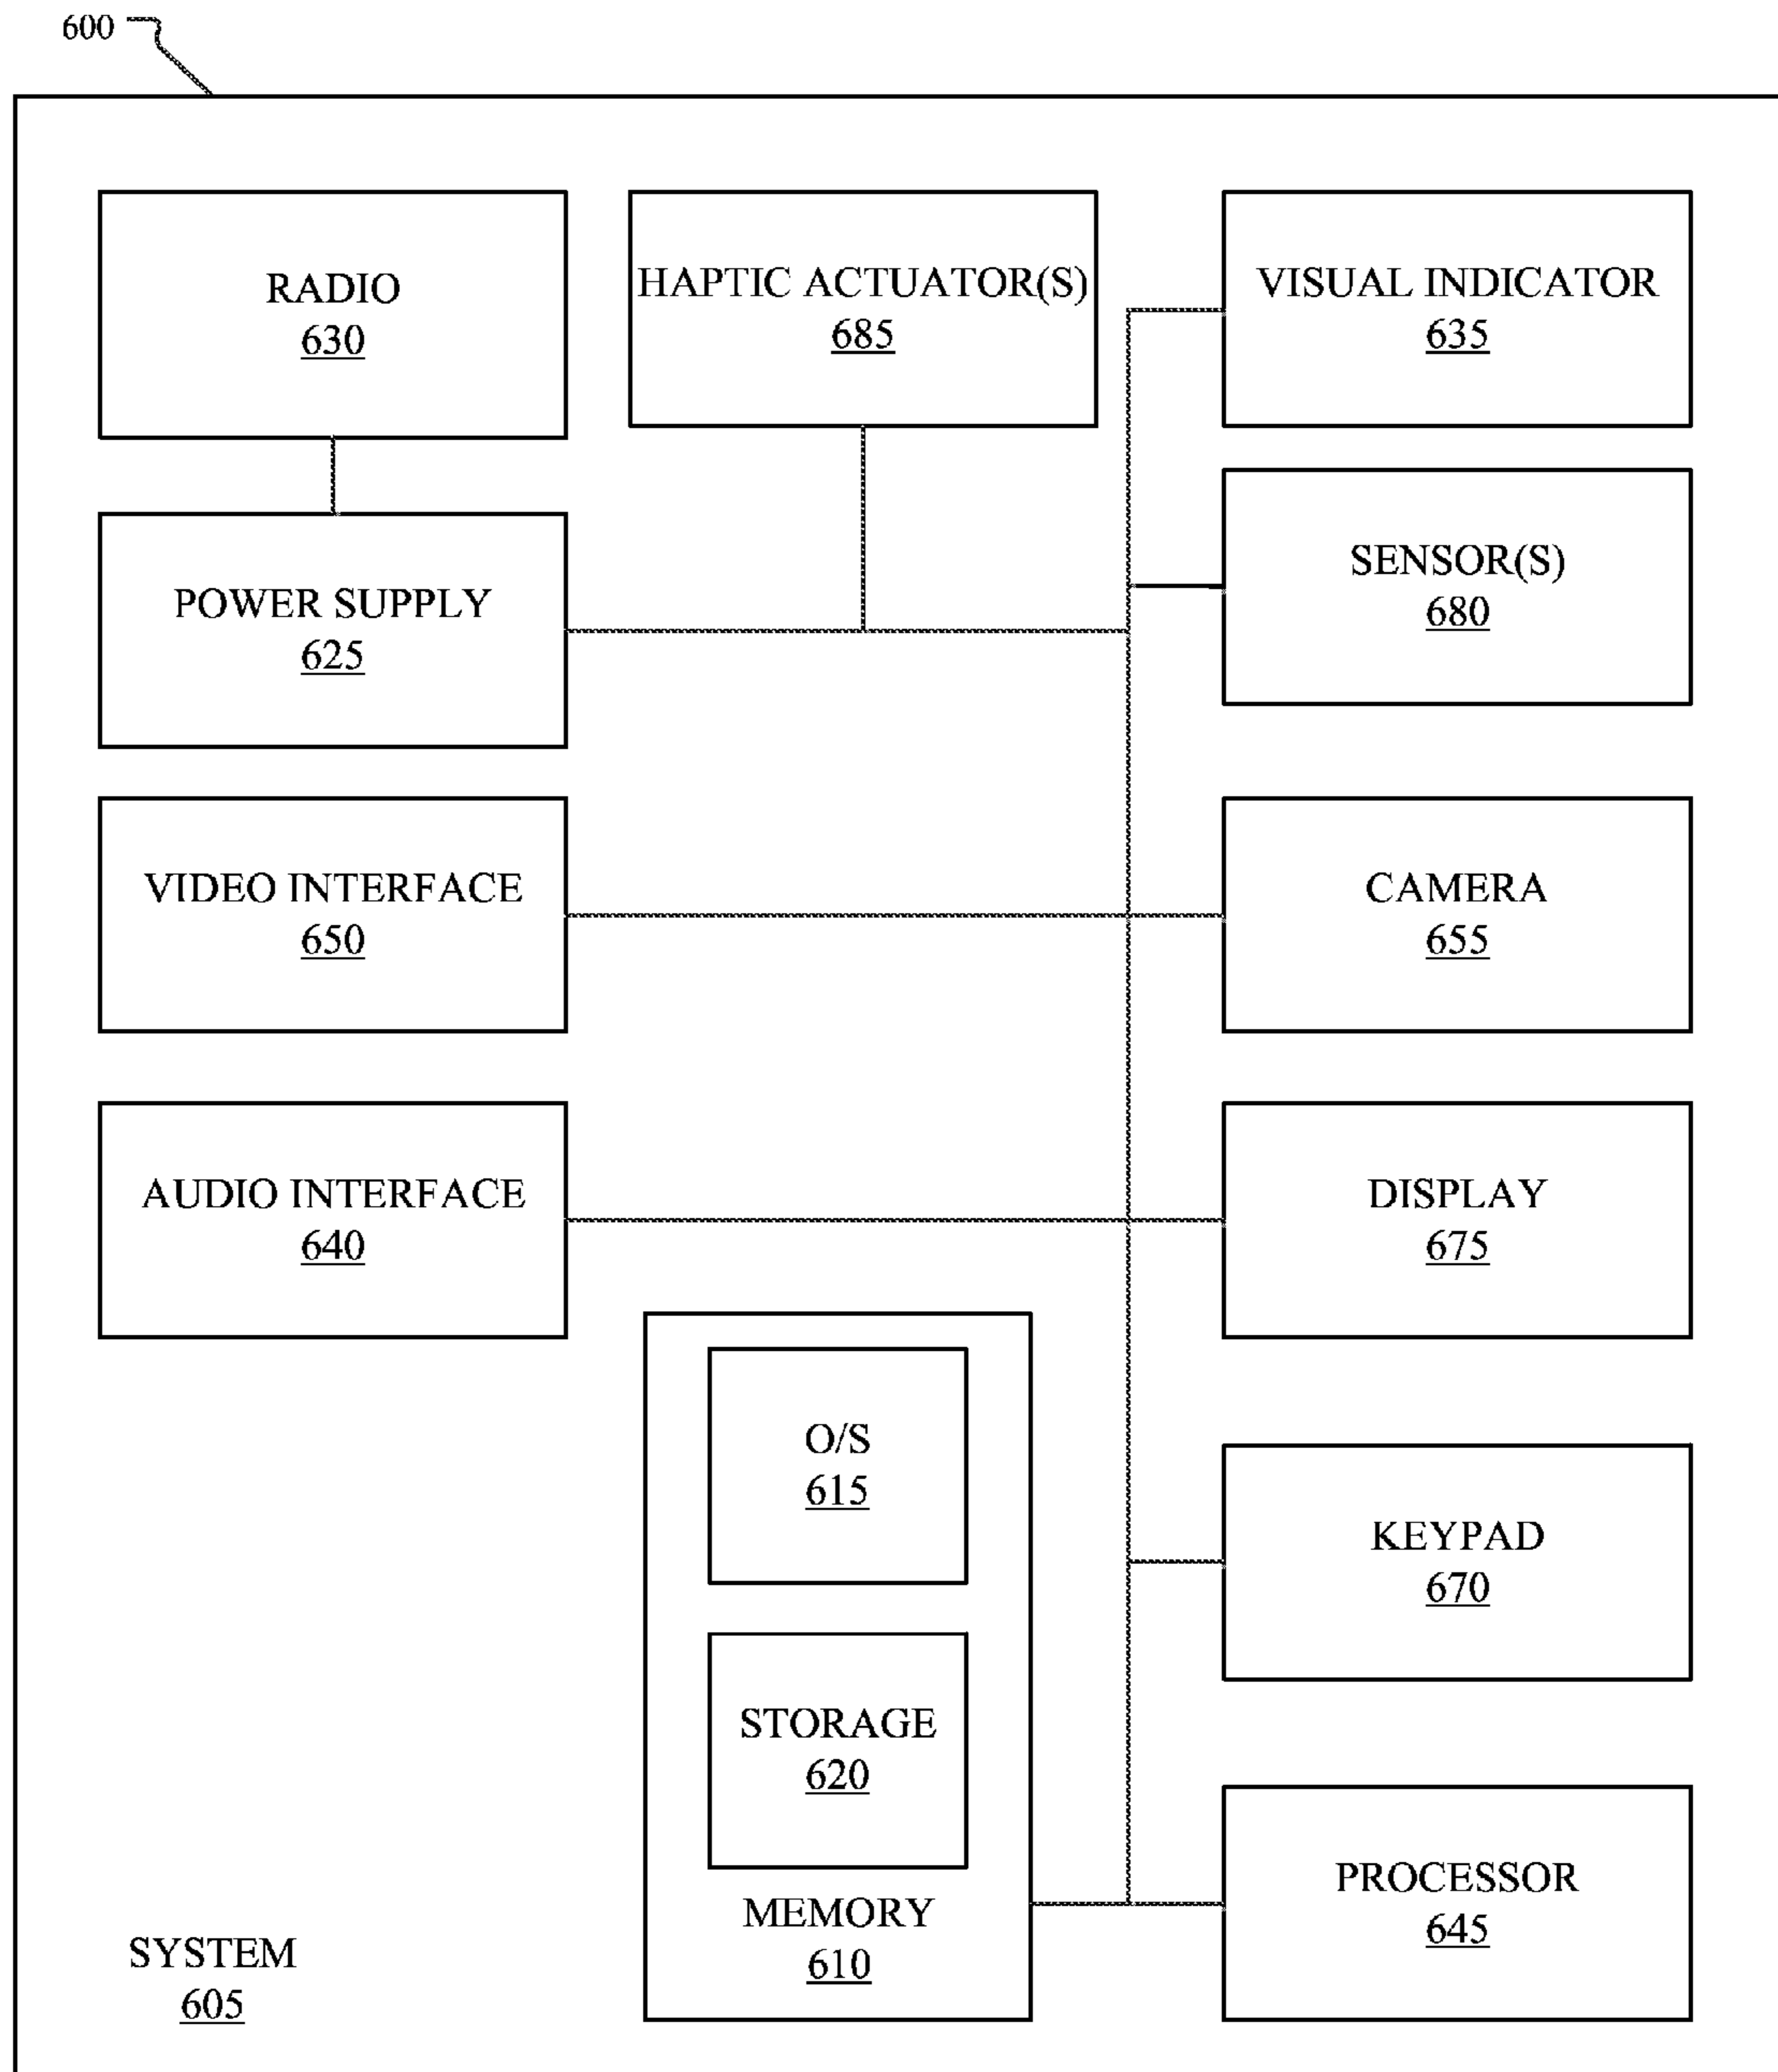 600
RADIO
630
HAPTIC ACTUATOR(S)
685
VISUAL INDICATOR
635
POWER SUPPLY
625
SENSOR(S)
680
VIDEO INTERFACE
650
CAMERA
655
AUDIO INTERFACE
640
DISPLAY
675
O/S
615
KEYPAD
670
STORAGE
620
MEMORY
610
PROCESSOR
645
SYSTEM
605